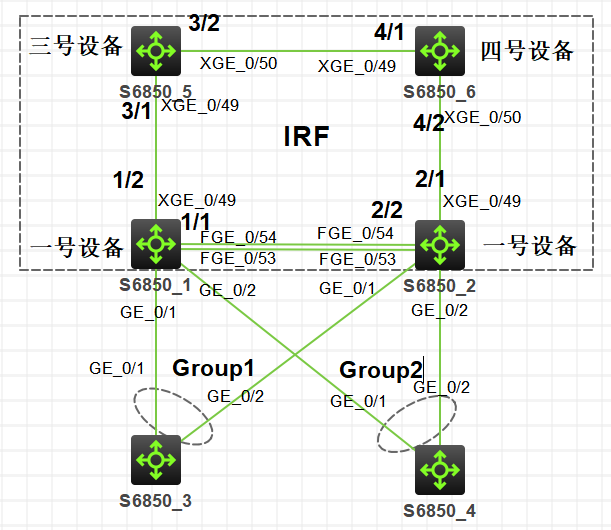 3/2
4/1
三号设备
四号设备
XGE_0/50
XGE_0/49
S6850_5
S6850_6
3/1
XGE_0/49
XGE_0/50
4/2
IRF
1/2
2/1
XGE_0/49
XGE_0/49
1/1
2/2
FGE_0/54
FGE_0/54
一号设备
一号设备
FGE_0/53
FGE_0/53
S6850_1
S6850_2
GE_0/2
GE_0/1
GE_0/1
GE_0/2
GE_0/1
Group1
Group2
GE_0/2
GE_0/2
GE_0/1
S6850_3
S6850_4